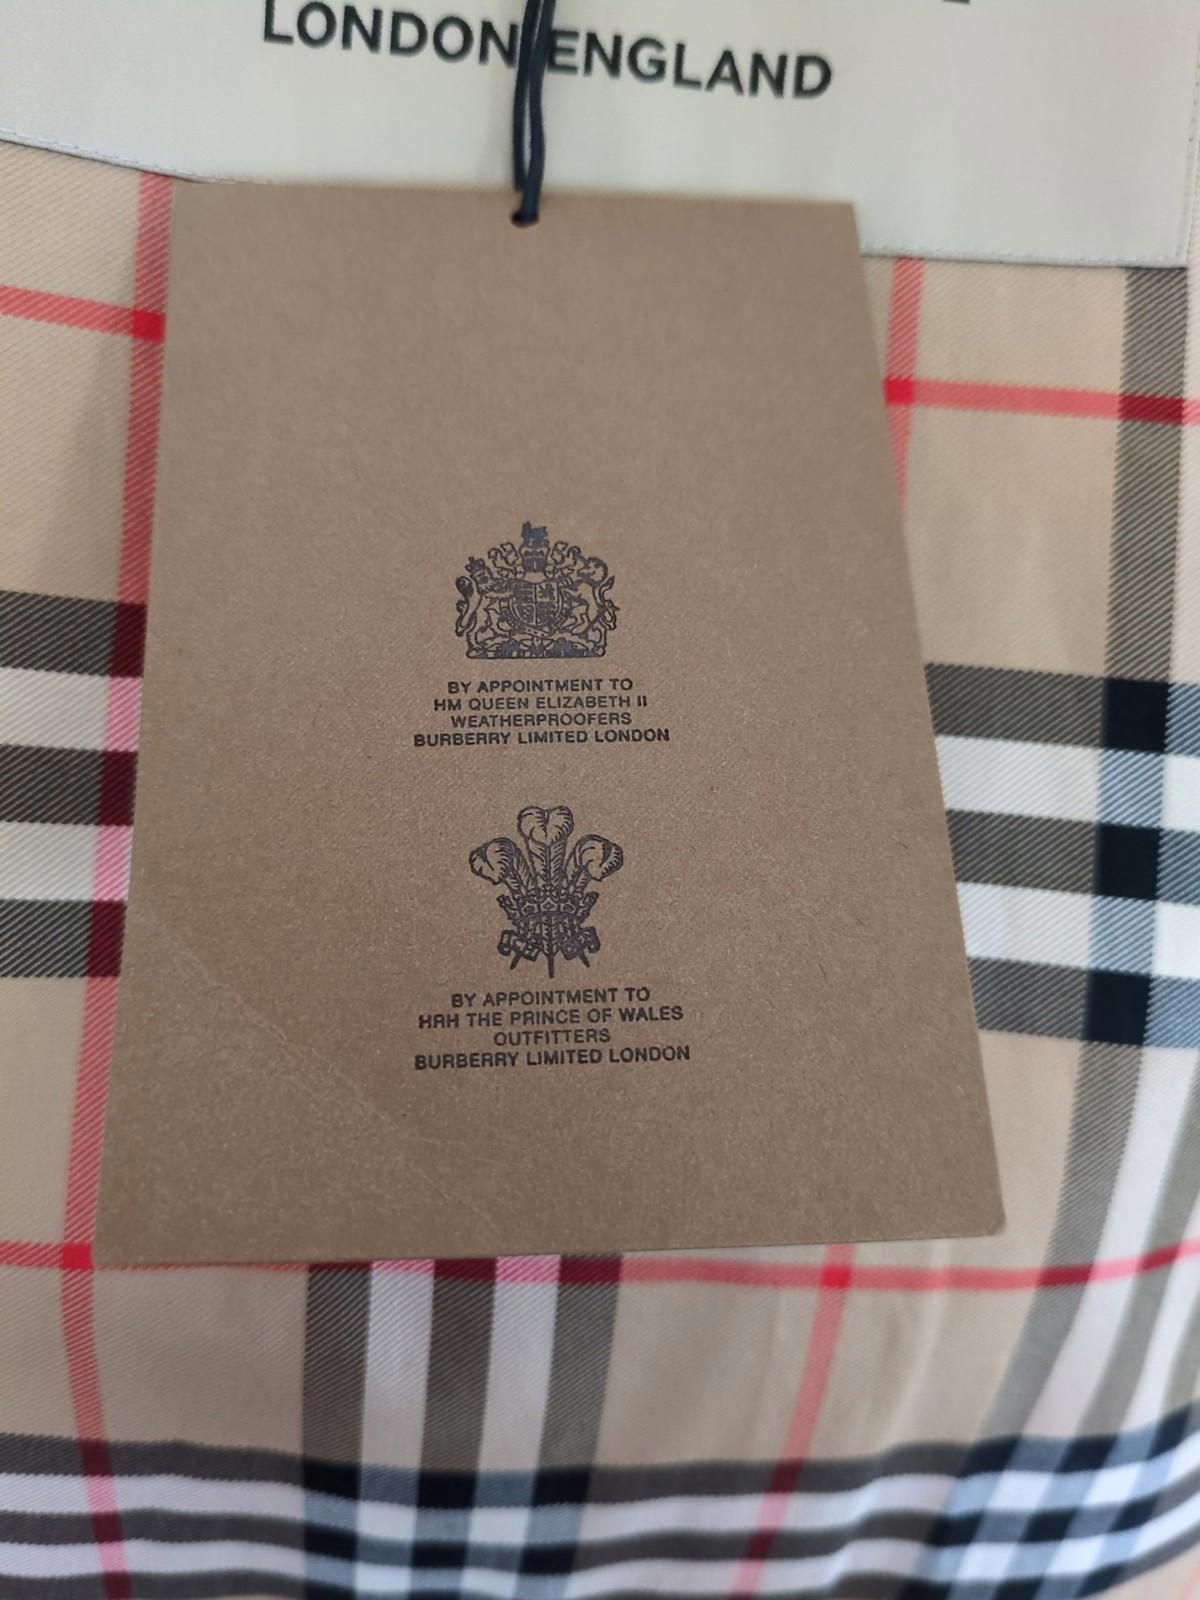 LONDON ENGLAND
BY APPOINTMENT TO
HM QUEEN ELIZABETH II
WEATHERPROOFERS
BURBERRY LIMITED LONDON
BY APPOINTMENT TO
HRH THE PRINCE OF WALES
OUTFITTERS
BURBERRY LIMITED LONDON